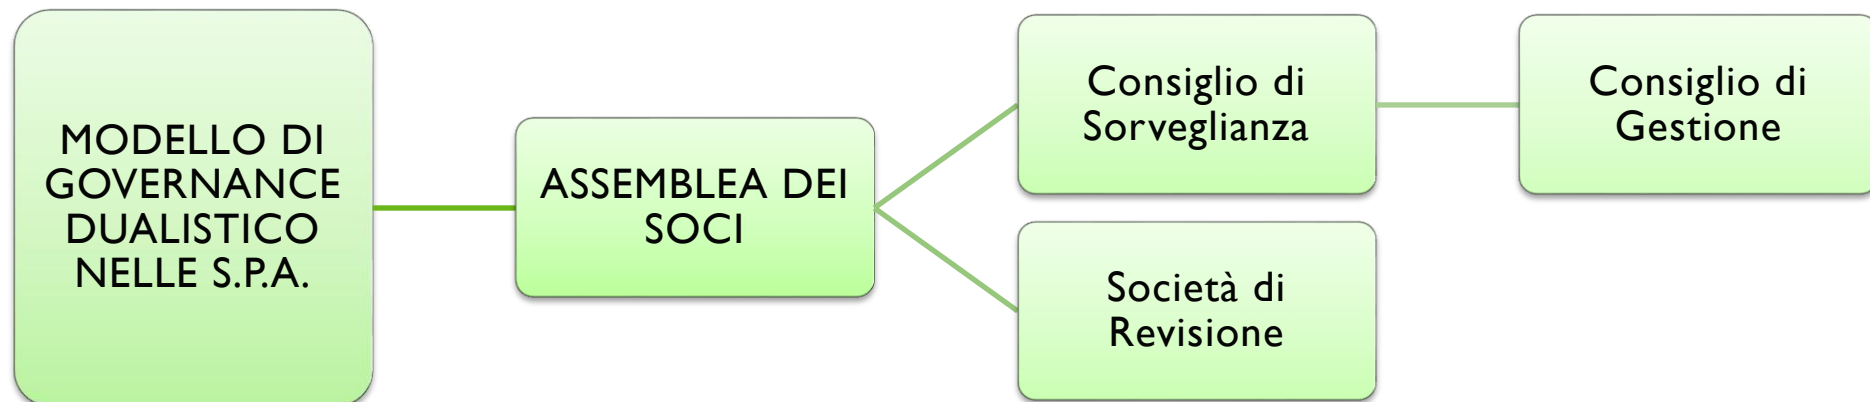 MODELLO DI
GOVERNANCE
DUALISTICO
NELLE S.P.A.
ASSEMBLEA DEI
SOCI
Consiglio di
Sorveglianza
Società di
Revisione
Consiglio di
Gestione